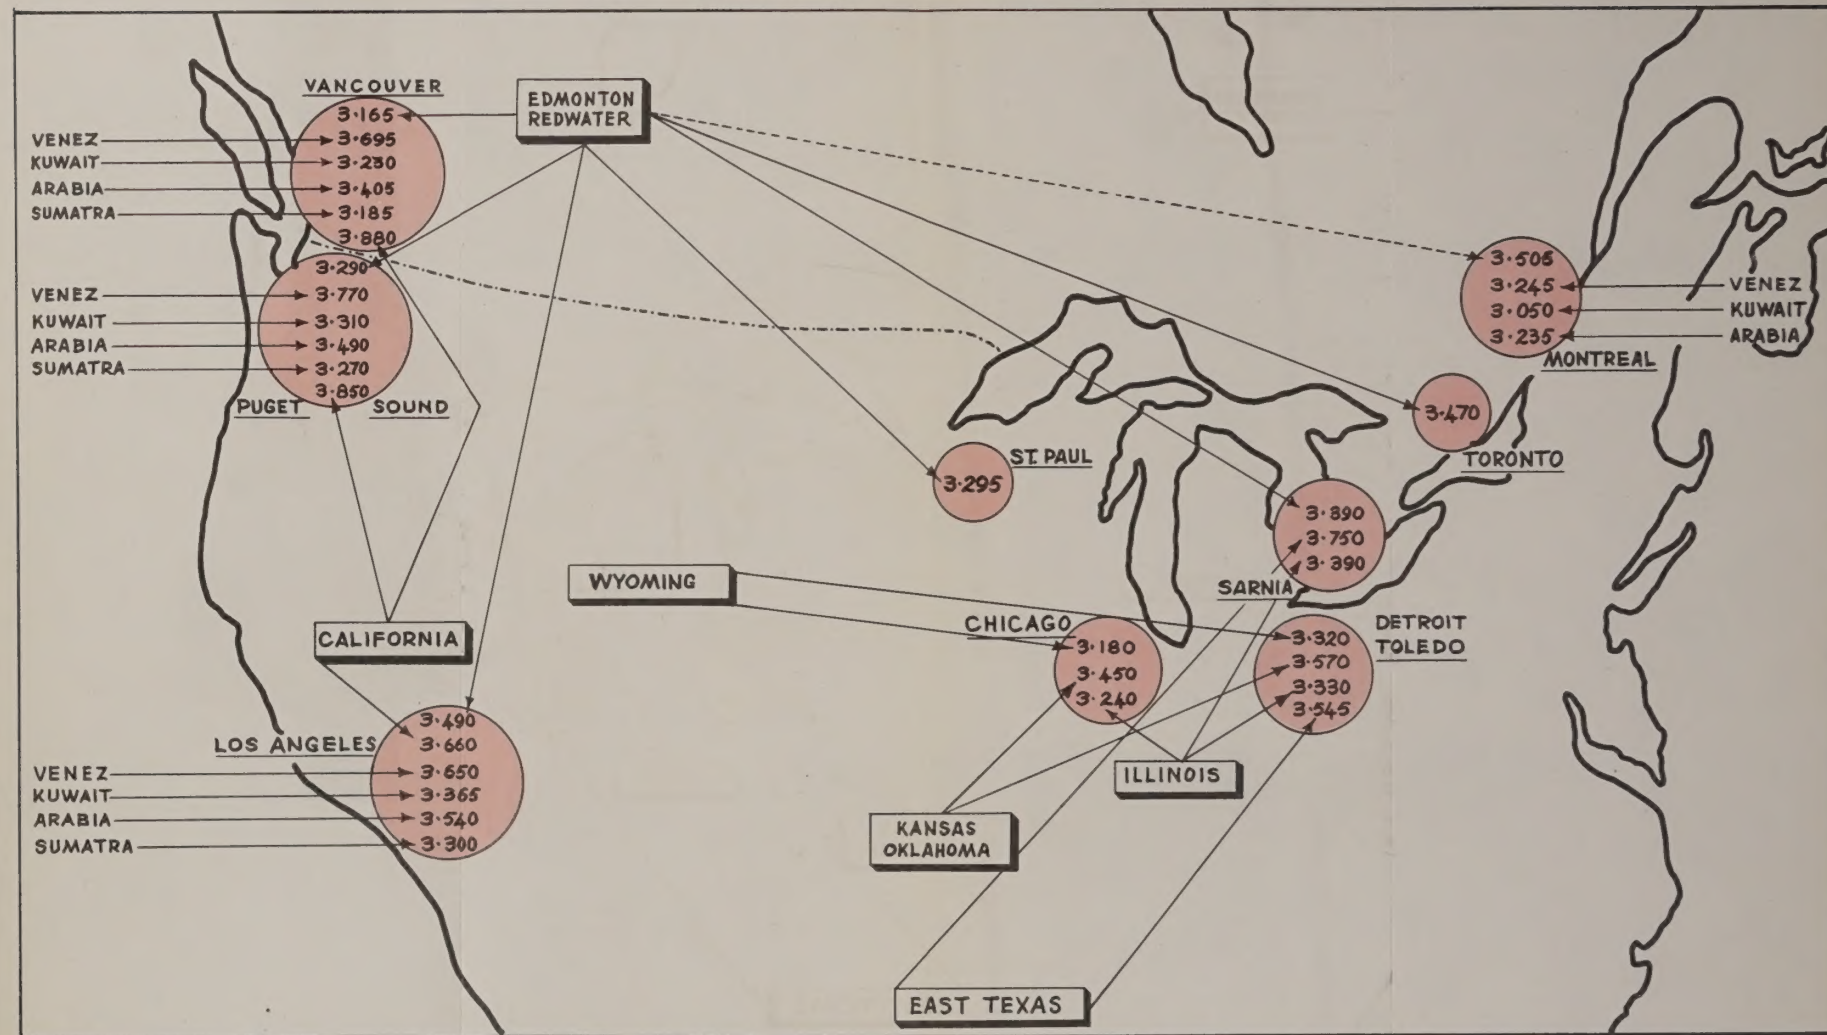 VANCOUVER
3·165
VENEZ 3·695
KUWAIT 3·230
ARABIA 3·405
SUMATRA 3·185
3·880
EDMONTON
REDWATER
3·290
VENEZ 3·770
KUWAIT 3·310
ARABIA 3·490
SUMATRA 3·270
3·850
PUGET SOUND
3·505
3·245 VENEZ
3·050 KUWAIT
3·235 ARABIA
MONTREAL
3·470
TORONTO
ST. PAUL
3·295
3·890
3·750
3·390
SARNIA
WYOMING
CALIFORNIA
CHICAGO
3·180
3·450
3·240
DETROIT
TOLEDO
3·320
3·570
3·330
3·545
3·490
LOS ANGELES 3·660
VENEZ 3·650
KUWAIT 3·365
ARABIA 3·540
SUMATRA 3·300
ILLINOIS
KANSAS
OKLAHOMA
EAST TEXAS